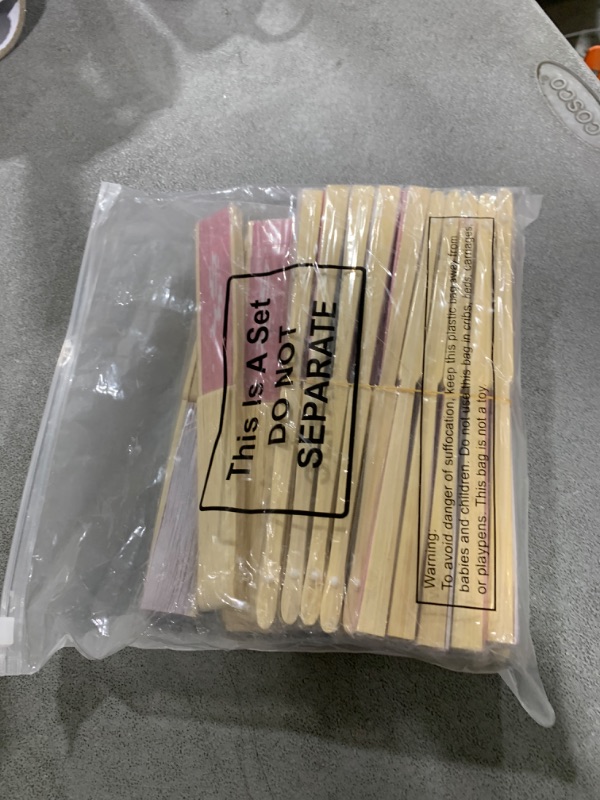 COSCO
This Is A Set
DO NOT
SEPARATE
Warning:
To avoid danger of suffocation, keep this plastic bag away from
babies and children. Do not use this bag in cribs, beds, carriages
or playpens. This bag is not a toy